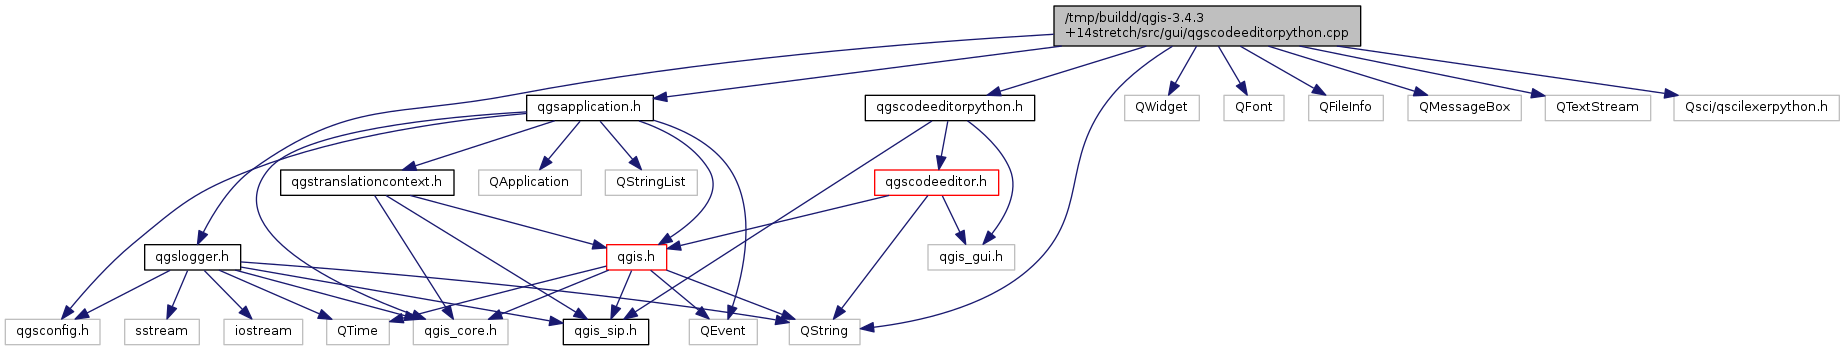 /tmp/buildd/qgis-3.4.3
+14stretch/src/gui/qgscodeeditorpython.cpp
qgsapplication.h
qgscodeeditorpython.h
QWidget
QFont
QFileInfo
QMessageBox
QTextStream
Qsci/qscilexerpython.h
qgstranslationcontext.h
QApplication
QStringList
qgscodeeditor.h
qgslogger.h
qgis.h
qgis_gui.h
qgsconfig.h
sstream
iostream
QTime
qgis_core.h
qgis_sip.h
QEvent
QString